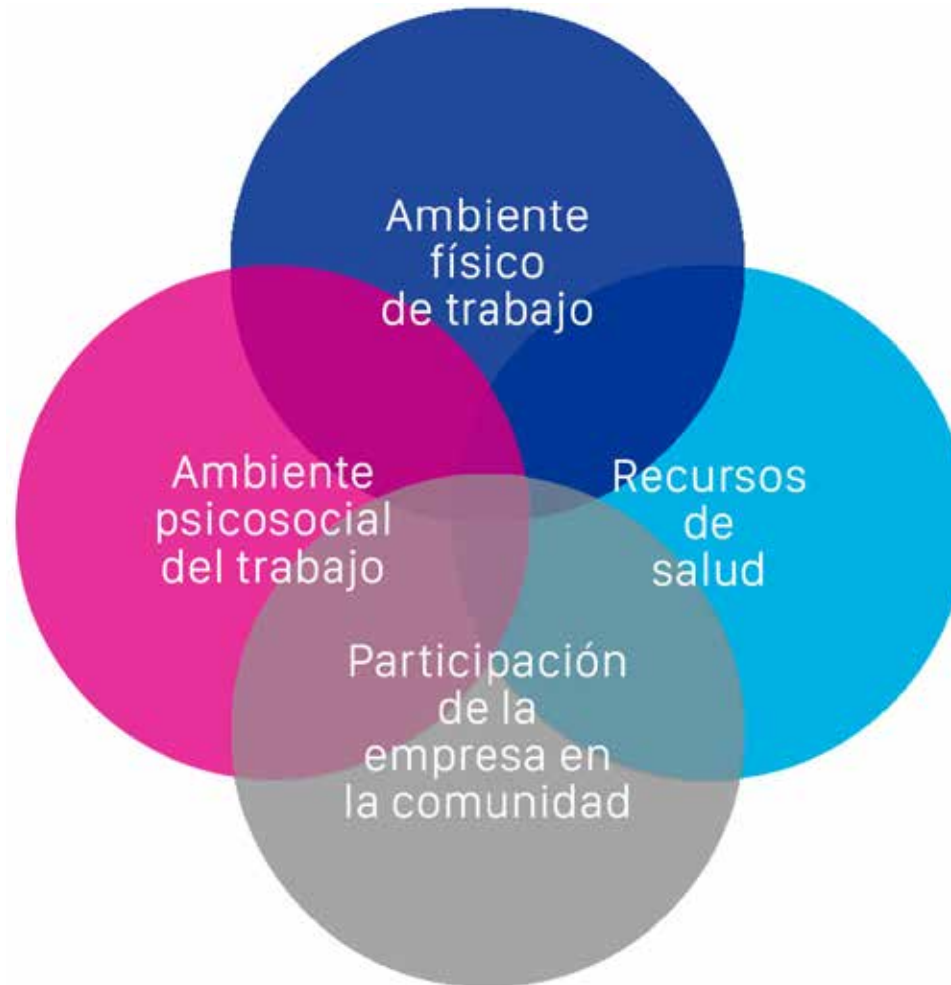 Ambiente
físico
de trabajo
Ambiente
psicosocial
del trabajo
Recursos
de
salud
Participación
de la
empresa en
la comunidad